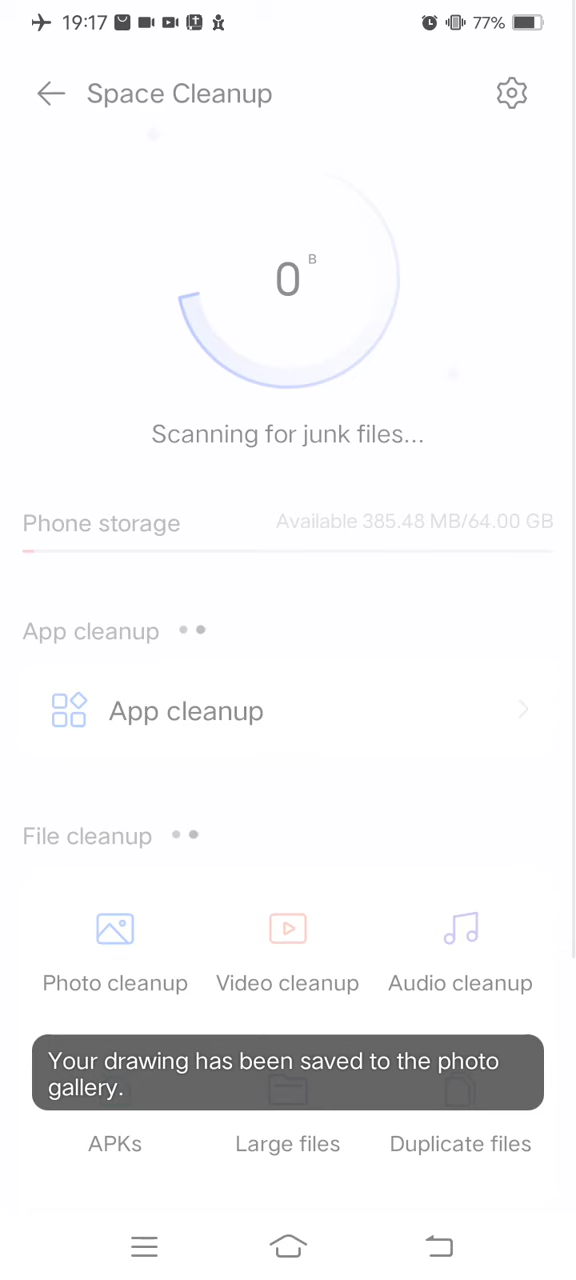 19:17
77%
Space Cleanup
0 B
Scanning for junk files...
Phone storage
Available 385.48 MB/64.00 GB
App cleanup
App cleanup
File cleanup
Photo cleanup
Video cleanup
Audio cleanup
Your drawing has been saved to the photo
gallery.
APKs
Large files
Duplicate files